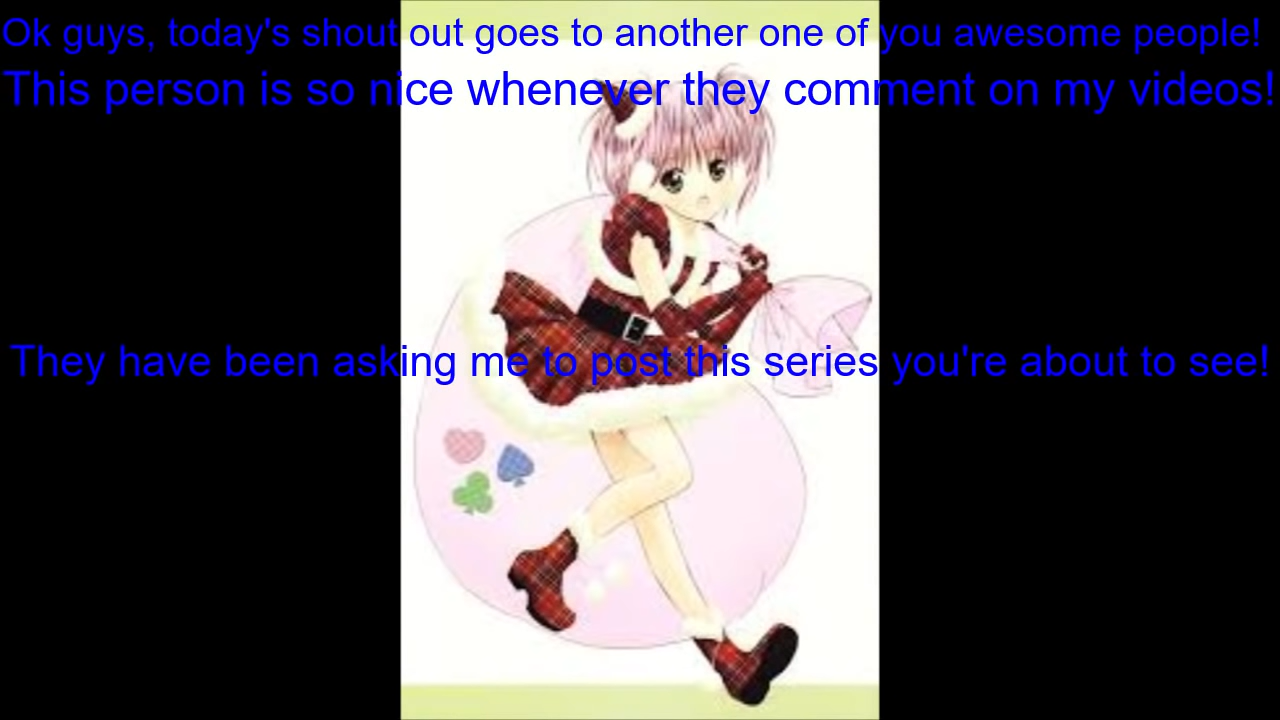 Ok guys, today's shout out goes to another one of you awesome people!
This person is so nice whenever they comment on my videos!
They have been asking me to post this series you're about to see!